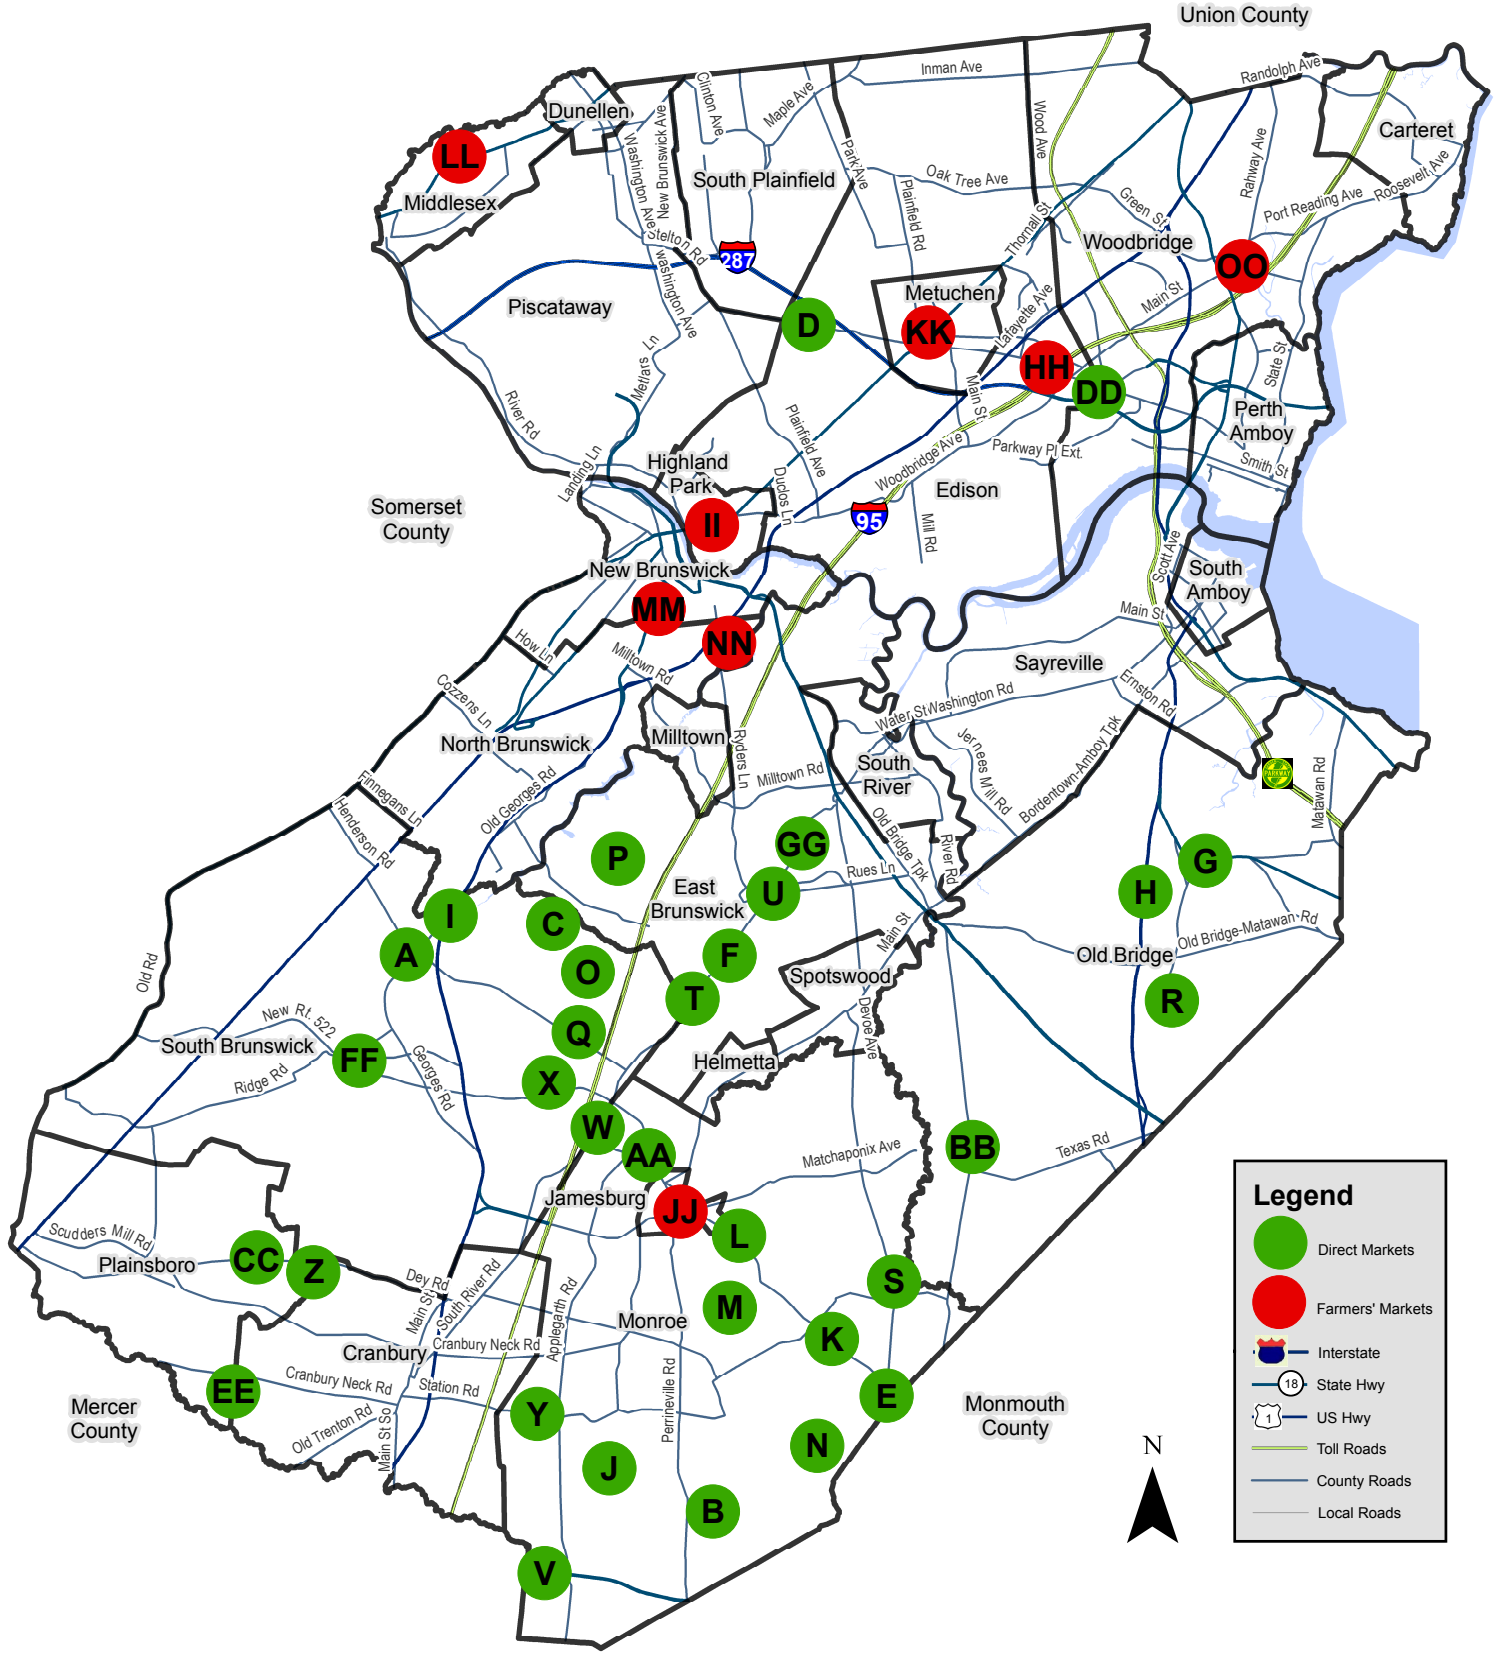 Union County
Inman Ave
Randolph Ave
Clinton Ave
Maple Ave
Dunellen
New Brunswick Ave
Wood Ave
Carteret
LL
Washington Ave
Park Ave
Rahway Ave
Roosevelt Ave
South Plainfield
Oak Tree Ave
Plainfield Rd
Green St
Port Reading Ave
Middlesex
Thornall St
Stelton Rd
Woodbridge
287
OO
Washington Ave
Piscataway
Metuchen
Main St
Lafayette Ave
D
KK
Metlars Ln
HH
State St
DD
Main St
River Rd
Plainfield Ave
Perth
Amboy
Woodbridge Ave
Parkway Pl Ext.
Highland
Park
Landing Ln
Smith St
Duclos Ln
Edison
Somerset
County
II
95
Mill Rd
Scott Ave
New Brunswick
South
Amboy
MM
Main St
NN
How Ln
Milltown Rd
Sayreville
Cozzens Ln
Ernston Rd
Water St
Washington Rd
North Brunswick
Milltown
Ryders Ln
Jernees Mill Rd
Bordentown-Amboy Tpk
South
River
Milltown Rd
PARKWAY
Matawan Rd
Finnegans Ln
Henderson Rd
Old Georges Rd
Old Bridge Tpk
River Rd
P
GG
G
Rues Ln
H
U
East
Brunswick
I
C
Main St
Old Bridge-Matawan Rd
A
F
Old Bridge
Old Rd
O
Spotswood
T
R
New Rt. 522
Devoe Ave
South Brunswick
Q
FF
Georges Rd
Helmetta
Ridge Rd
X
W
AA
BB
Matchaponix Ave
Texas Rd
Jamesburg
JJ
Scudders Mill Rd
L
Plainsboro
CC
Z
Dey Rd
South River Rd
S
Main St
Applegarth Rd
M
Monroe
K
Cranbury
Cranbury Neck Rd
Cranbury Neck Rd
EE
Station Rd
Perrineville Rd
E
Mercer
County
Monmouth
County
Old Trenton Rd
Main St So
Y
N
J
B
V
N
Legend
Direct Markets
Farmers' Markets
Interstate
18
State Hwy
1
US Hwy
Toll Roads
County Roads
Local Roads